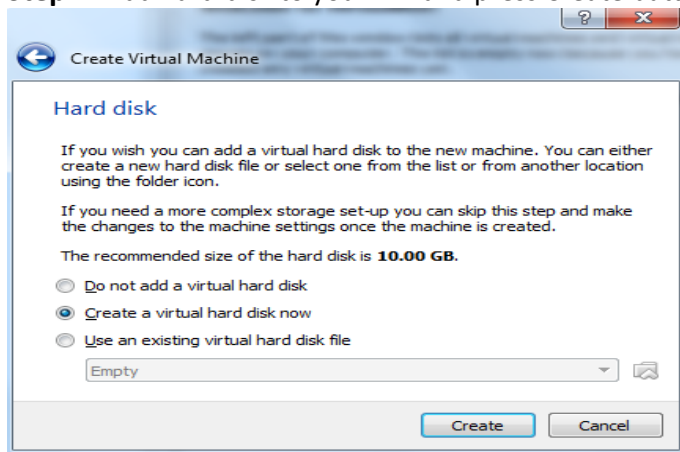 Create Virtual Machine
Hard disk
If you wish you can add a virtual hard disk to the new machine. You can either
create a new hard disk file or select one from the list or from another location
using the folder icon.
If you need a more complex storage set-up you can skip this step and make
the changes to the machine settings once the machine is created.
The recommended size of the hard disk is 10.00 GB.
Do not add a virtual hard disk
Create a virtual hard disk now
Use an existing virtual hard disk file
Empty
Create Cancel